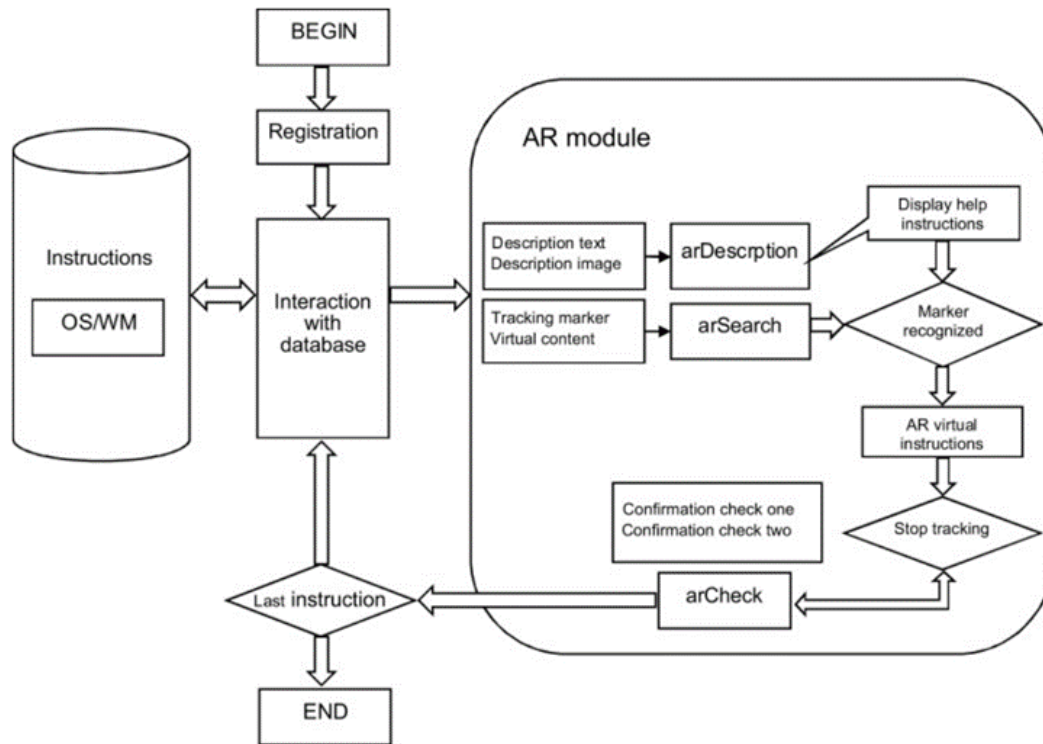 BEGIN
Registration
Instructions
OS/WM
Interaction
with
database
AR module
Description text
Description image
arDescrption
Display help
instructions
Tracking marker
Virtual content
arSearch
Marker
recognized
AR virtual
instructions
Confirmation check one
Confirmation check two
Stop tracking
arCheck
Last instruction
END